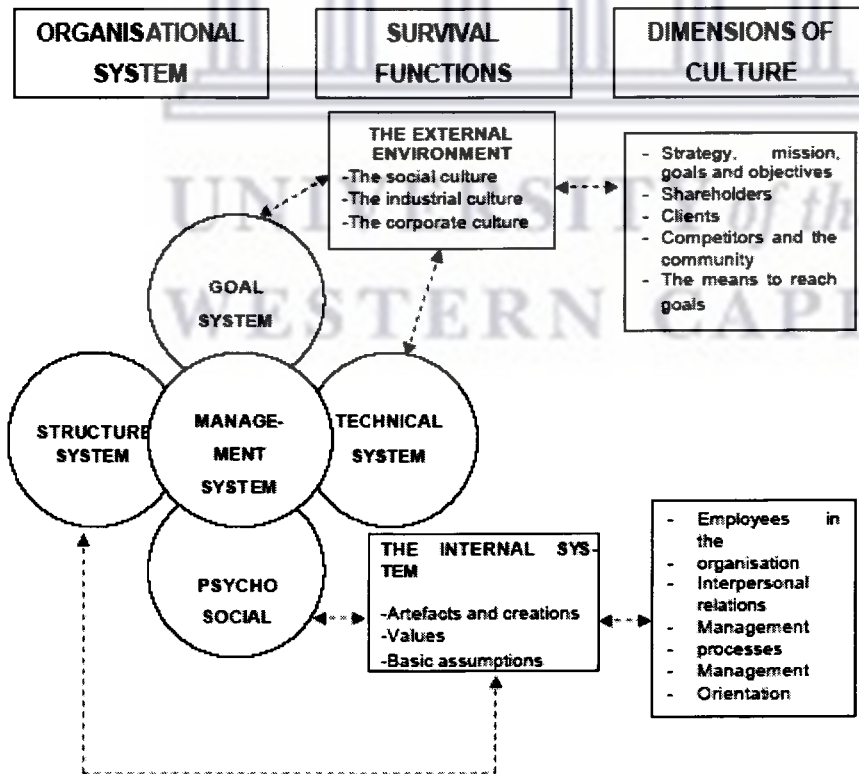 ORGANISATIONAL
SYSTEM
SURVIVAL
FUNCTIONS
DIMENSIONS OF
CULTURE
THE EXTERNAL
ENVIRONMENT
-The social culture
-The industrial culture
-The corporate culture
- Strategy, mission,
goals and objectives
- Shareholders
- Clients
- Competitors and the
community
- The means to reach
goals
UNIVERSITY of the
WESTERN CAPE
GOAL
SYSTEM
STRUCTURE
SYSTEM
MANAGE-
MENT
SYSTEM
TECHNICAL
SYSTEM
PSYCHO
SOCIAL
THE INTERNAL SYS-
TEM
-Artefacts and creations
-Values
-Basic assumptions
- Employees in
the
- organisation
- Interpersonal
relations
- Management
- processes
- Management
- Orientation